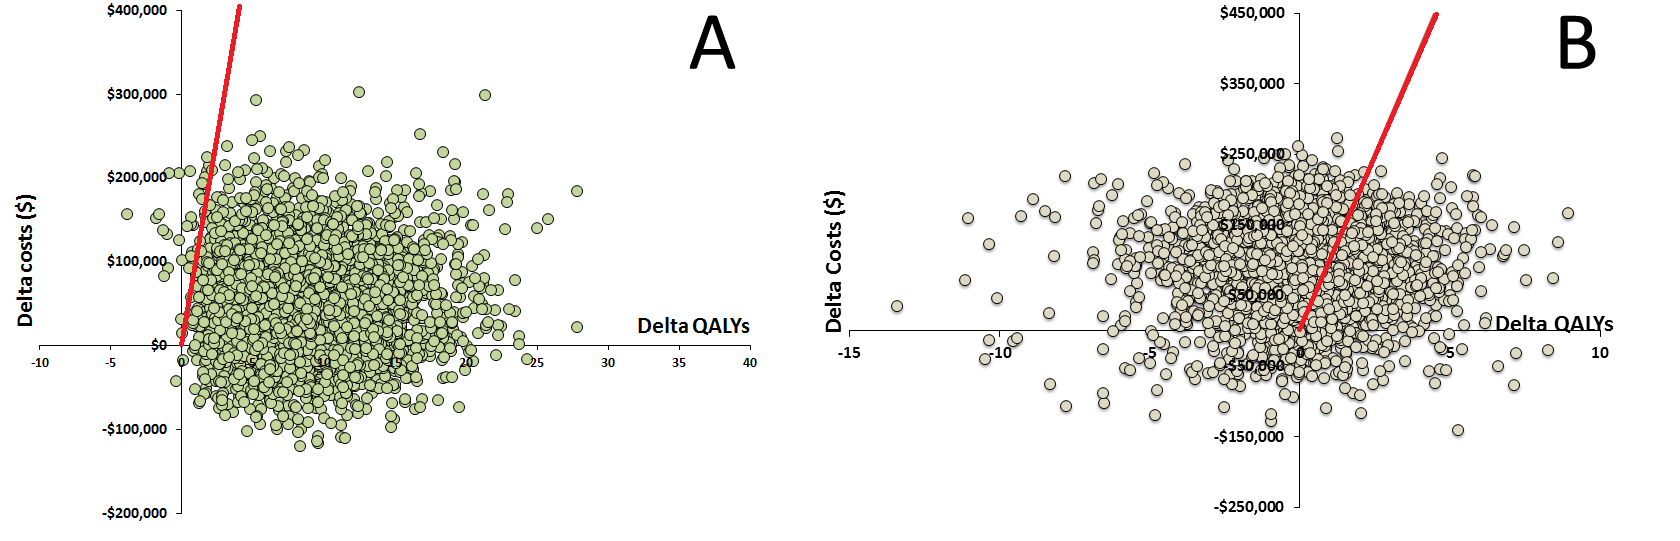 A
$400,000
$300,000
$200,000
$100,000
$0
-$100,000
-$200,000
-10 -5 0 5 10 15 20 25 30 35 40
Delta costs ($)
Delta QALYs
B
$450,000
$350,000
$250,000
$150,000
$50,000
-$50,000
-$150,000
-$250,000
-15 -10 -5 0 5 10
Delta Costs ($)
Delta QALYs